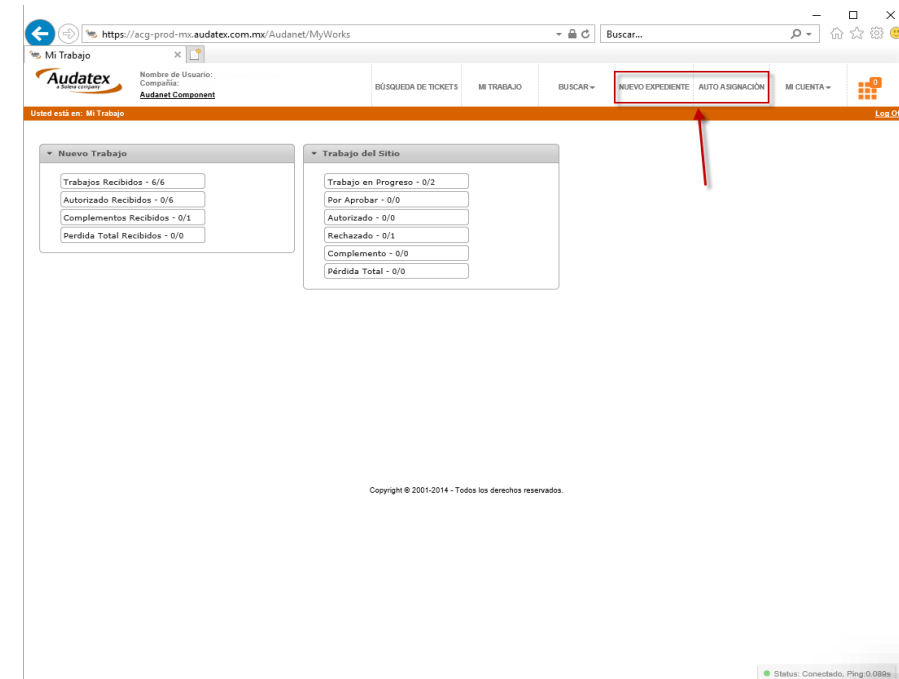 https://acg-prod-mx.audatex.com.mx/Audanet/MyWorks
Buscar...
Mi Trabajo
Audatex
a Solera company
Nombre de Usuario:
Compañía:
Audanet Component
BÚSQUEDA DE TICKETS
MI TRABAJO
BUSCAR
NUEVO EXPEDIENTE
AUTO ASIGNACIÓN
MI CUENTA
0
Usted está en: Mi Trabajo
Log O
Nuevo Trabajo
Trabajos Recibidos - 6/6
Autorizado Recibidos - 0/6
Complementos Recibidos - 0/1
Perdida Total Recibidos - 0/0
Trabajo del Sitio
Trabajo en Progreso - 0/2
Por Aprobar - 0/0
Autorizado - 0/0
Rechazado - 0/1
Complemento - 0/0
Pérdida Total - 0/0
Copyright © 2001-2014 - Todos los derechos reservados.
Status: Conectado, Ping:0.089s